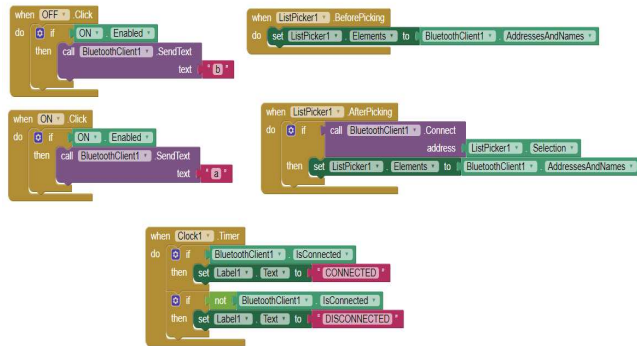 when OFF .Click
do if ON . Enabled
then call BluetoothClient1 .SendText
text " b "
when ListPicker1 .BeforePicking
do set ListPicker1 . Elements to BluetoothClient1 . AddressesAndNames
when ON .Click
do if ON . Enabled
then call BluetoothClient1 .SendText
text " a "
when ListPicker1 .AfterPicking
do if call BluetoothClient1 .Connect
address ListPicker1 . Selection
then set ListPicker1 . Elements to BluetoothClient1 . AddressesAndNames
when Clock1 .Timer
do if BluetoothClient1 . IsConnected
then set Label1 . Text to " CONNECTED "
if not BluetoothClient1 . IsConnected
then set Label1 . Text to " DISCONNECTED "